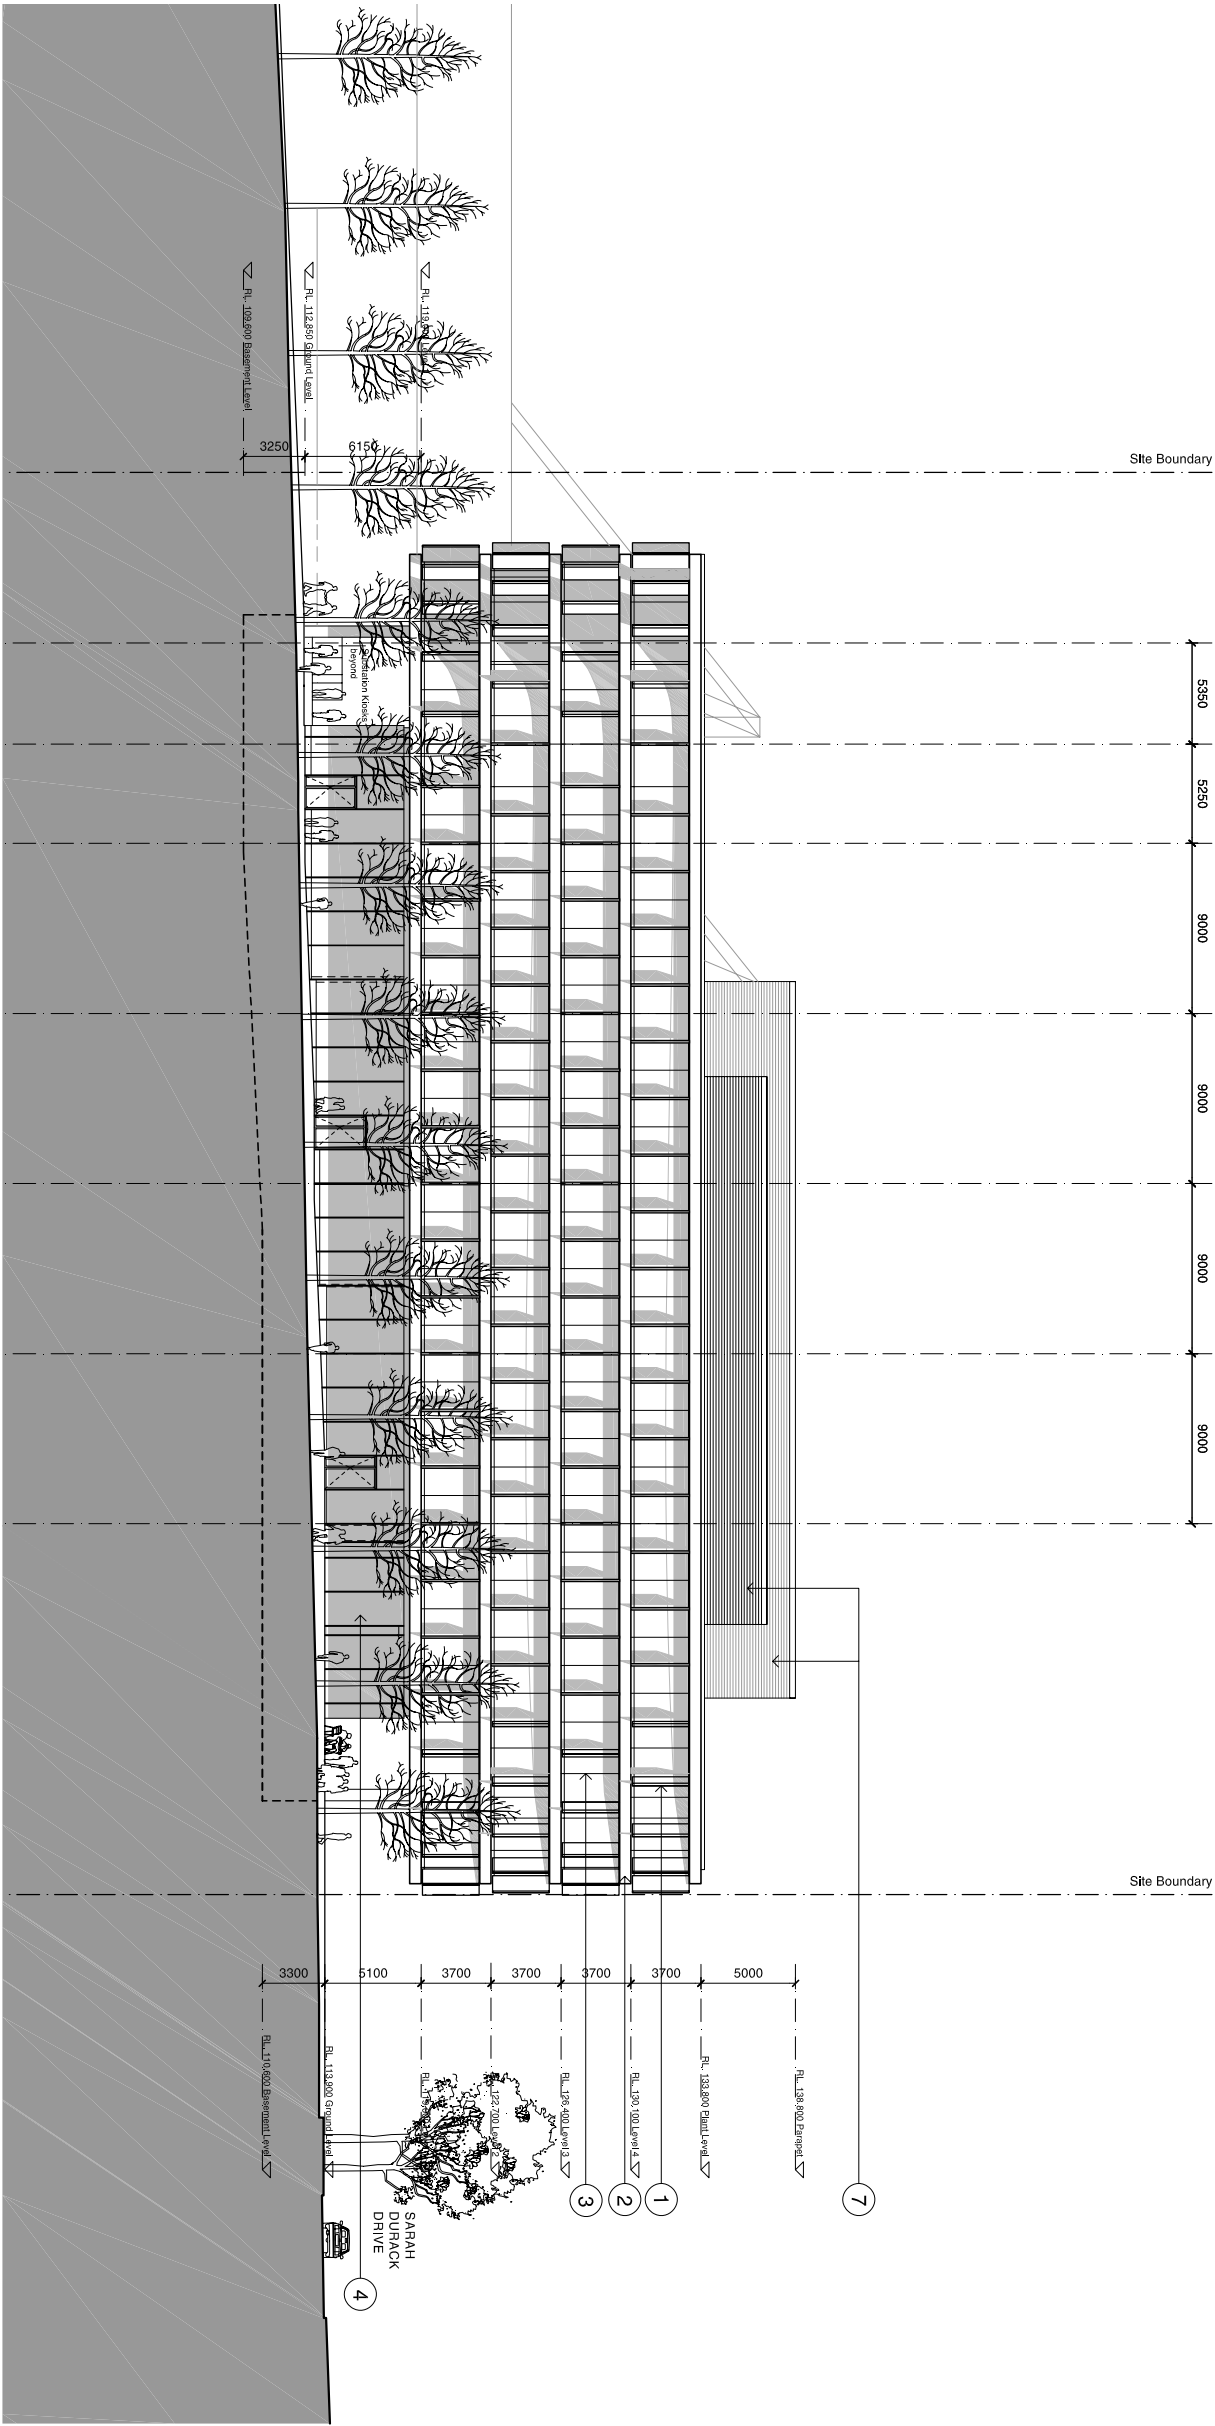 Site Boundary
Site Boundary
5350
5250
9000
9000
9000
9000
7
1
2
3
4
RL. 138,800 Parapet
RL. 133,800 Plant Level
RL. 130,100 Level 4
RL. 126,400 Level 3
RL. 122,700 Level 2
RL. 113,900 Ground Level
RL. 110,600 Basement Level
5000
3700
3700
3700
3700
5100
3300
SARAH
DURACK
DRIVE
RL. 112,850 Ground Level
RL. 109,600 Basement Level
6150
3250
Kiosks
beyond